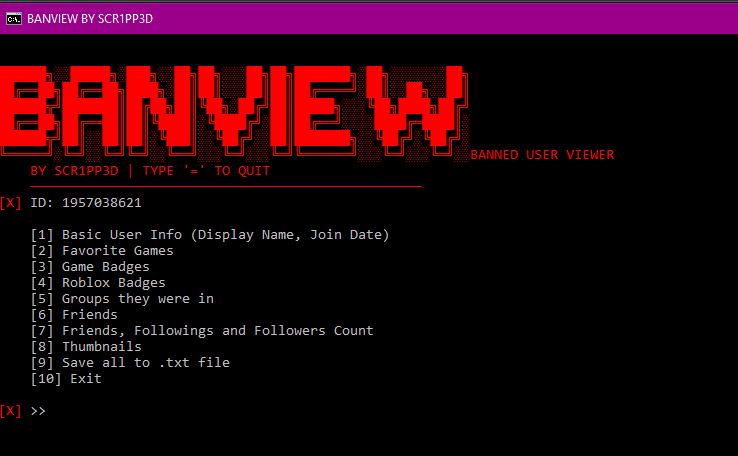 BANVIEW BY SCR1PP3D
BANVIEW
BANNED USER VIEWER
BY SCR1PP3D | TYPE '=' TO QUIT
[X] ID: 1957038621
[1] Basic User Info (Display Name, Join Date)
[2] Favorite Games
[3] Game Badges
[4] Roblox Badges
[5] Groups they were in
[6] Friends
[7] Friends, Followings and Followers Count
[8] Thumbnails
[9] Save all to .txt file
[10] Exit
[X] >>